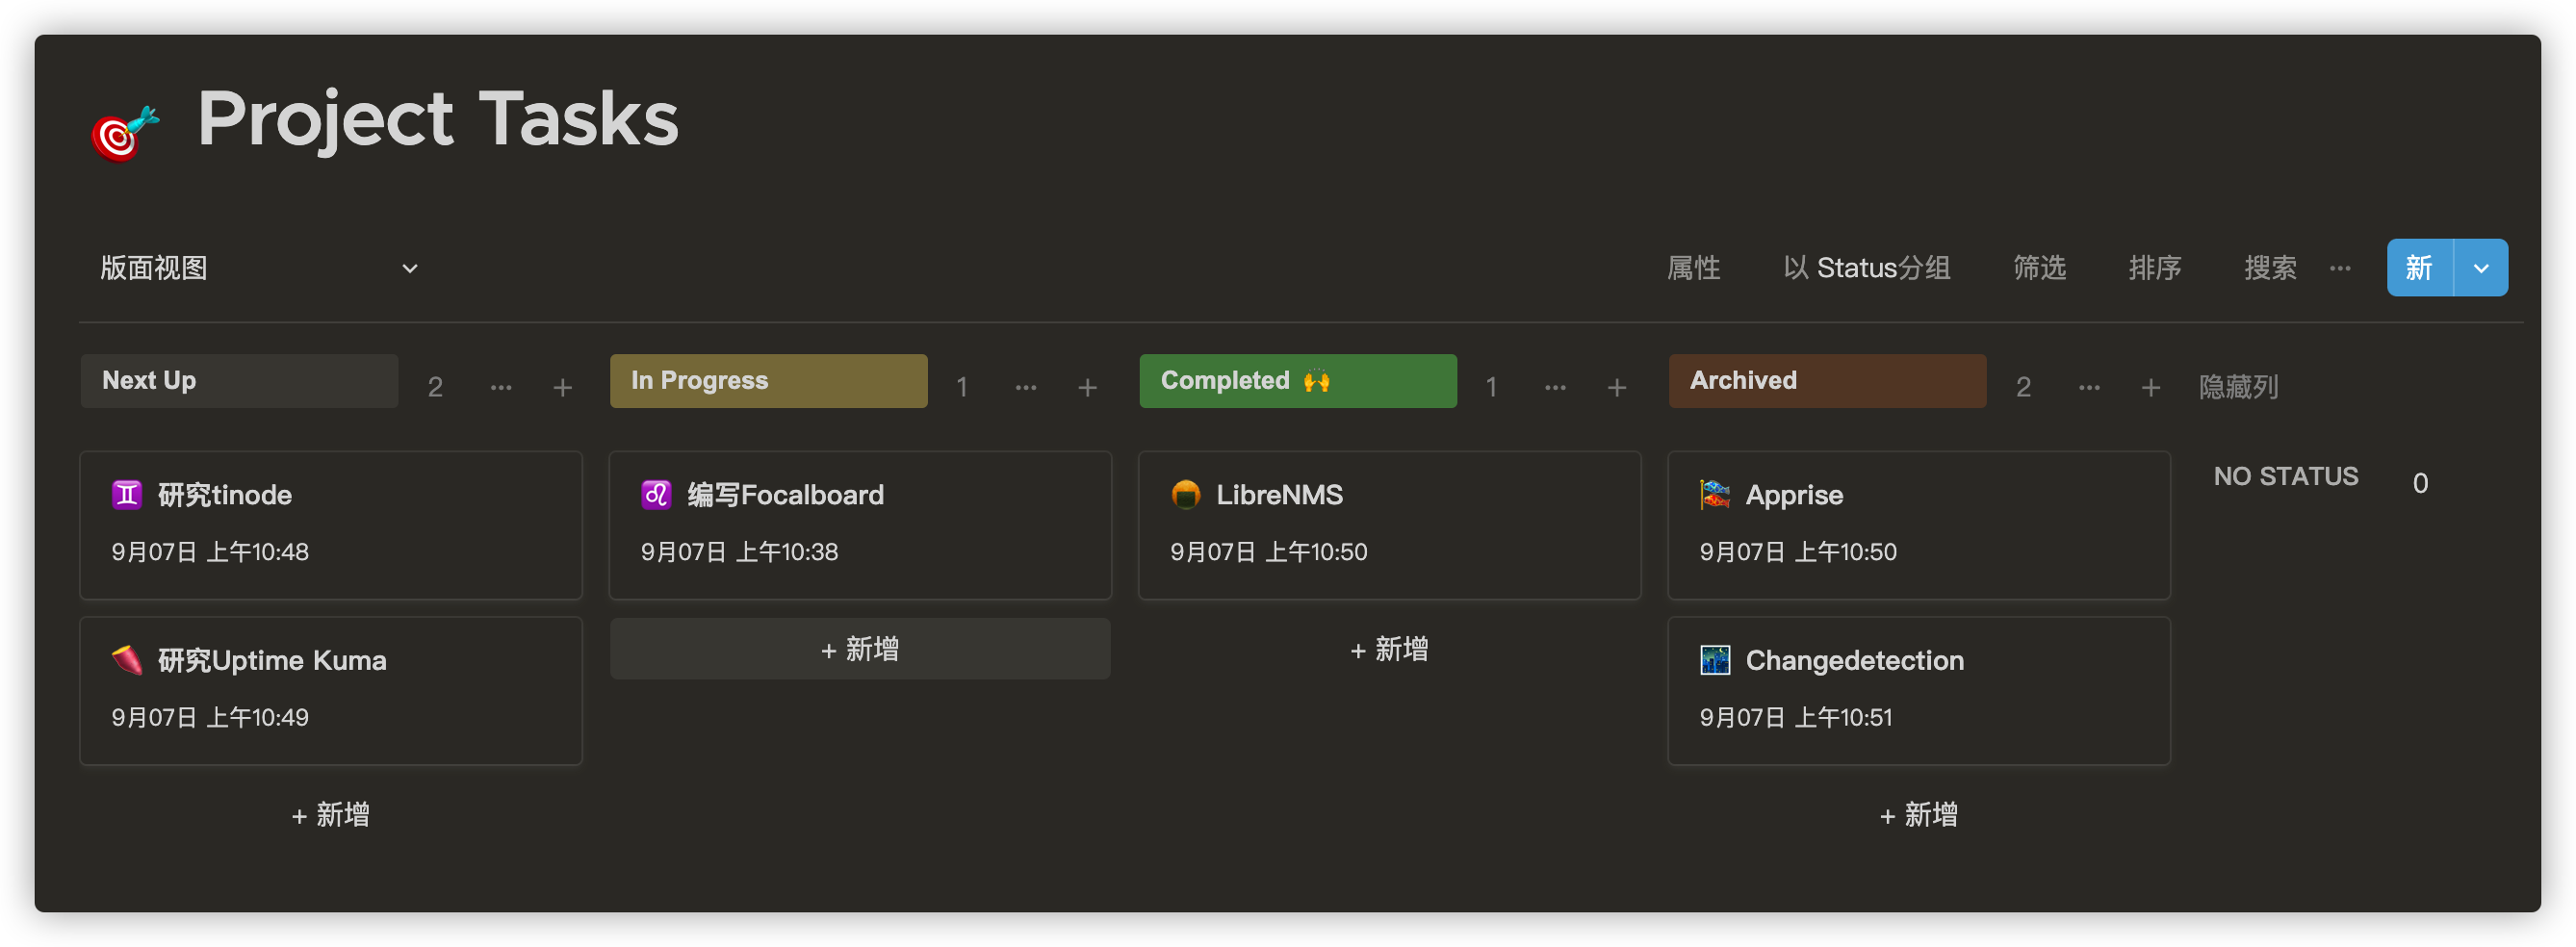 Project Tasks
版面视图 属性 以 Status分组 筛选 排序 搜索 ··· 新
Next Up 2 ··· + In Progress 1 ··· + Completed 🙌 1 ··· + Archived 2 ··· + 隐藏列
♊ 研究tinode
9月07日 上午10:48
🍠 研究Uptime Kuma
9月07日 上午10:49
+ 新增
♌ 编写Focalboard
9月07日 上午10:38
+ 新增
🍘 LibreNMS
9月07日 上午10:50
+ 新增
🎏 Apprise
9月07日 上午10:50
🌃 Changedetection
9月07日 上午10:51
+ 新增
NO STATUS 0